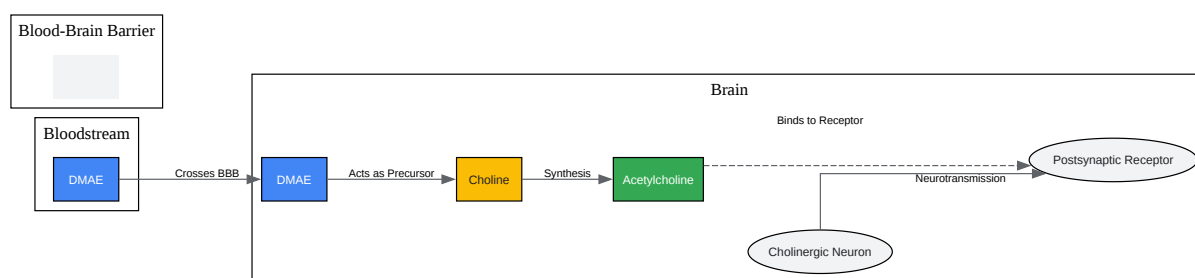 Blood-Brain Barrier
Brain
Binds to Receptor
Bloodstream
DMAE
Crosses BBB
DMAE
Acts as Precursor
Choline
Synthesis
Acetylcholine
Postsynaptic Receptor
Neurotransmission
Cholinergic Neuron